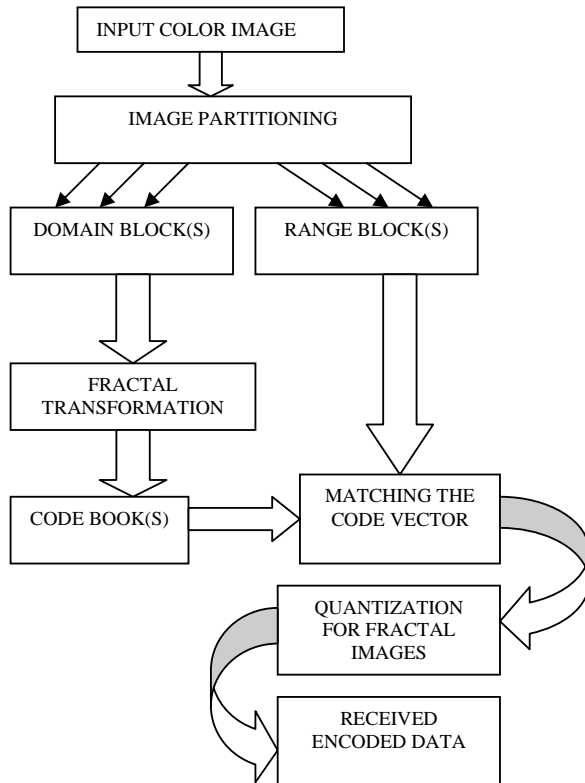 INPUT COLOR IMAGE
IMAGE PARTITIONING
DOMAIN BLOCK(S)
RANGE BLOCK(S)
FRACTAL
TRANSFORMATION
CODE BOOK(S)
MATCHING THE
CODE VECTOR
QUANTIZATION
FOR FRACTAL
IMAGES
RECEIVED
ENCODED DATA